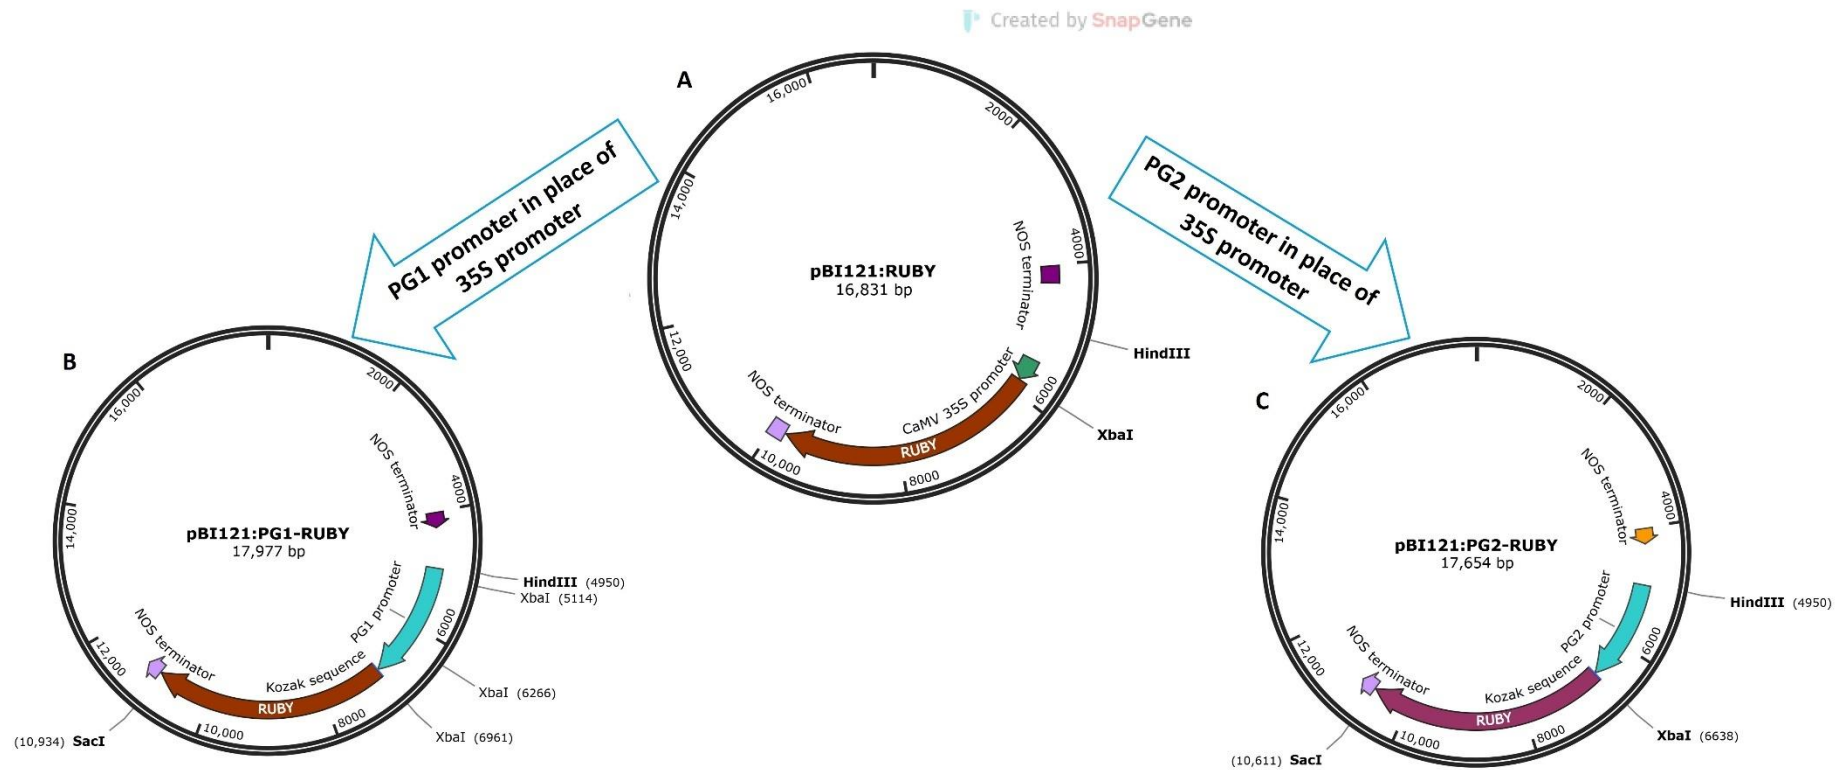 Created by SnapGene
A
16,000
2000
14,000
4000
12,000
6000
10,000
8000
pBI121:RUBY
16,831 bp
NOS terminator
HindIII
CaMV 35S promoter
XbaI
RUBY
NOS terminator
PG1 promoter in place of
35S promoter
PG2 promoter in place of
35S promoter
B
16,000
2000
14,000
4000
12,000
6000
10,000
8000
pBI121:PG1-RUBY
17,977 bp
NOS terminator
HindIII (4950)
XbaI (5114)
PG1 promoter
XbaI (6266)
Kozak sequence
XbaI (6961)
RUBY
NOS terminator
(10,934) SacI
C
16,000
2000
14,000
4000
12,000
6000
10,000
8000
pBI121:PG2-RUBY
17,654 bp
NOS terminator
HindIII (4950)
PG2 promoter
Kozak sequence
XbaI (6638)
RUBY
NOS terminator
(10,611) SacI